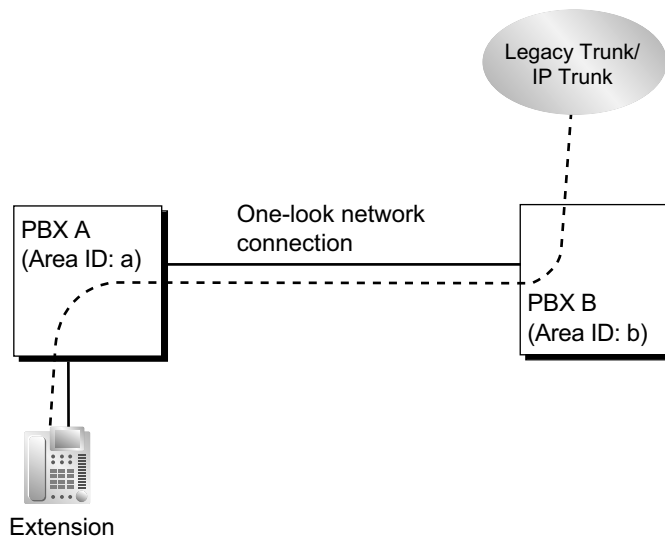 Legacy Trunk/
IP Trunk
One-look network
connection
PBX A
(Area ID: a)
PBX B
(Area ID: b)
Extension